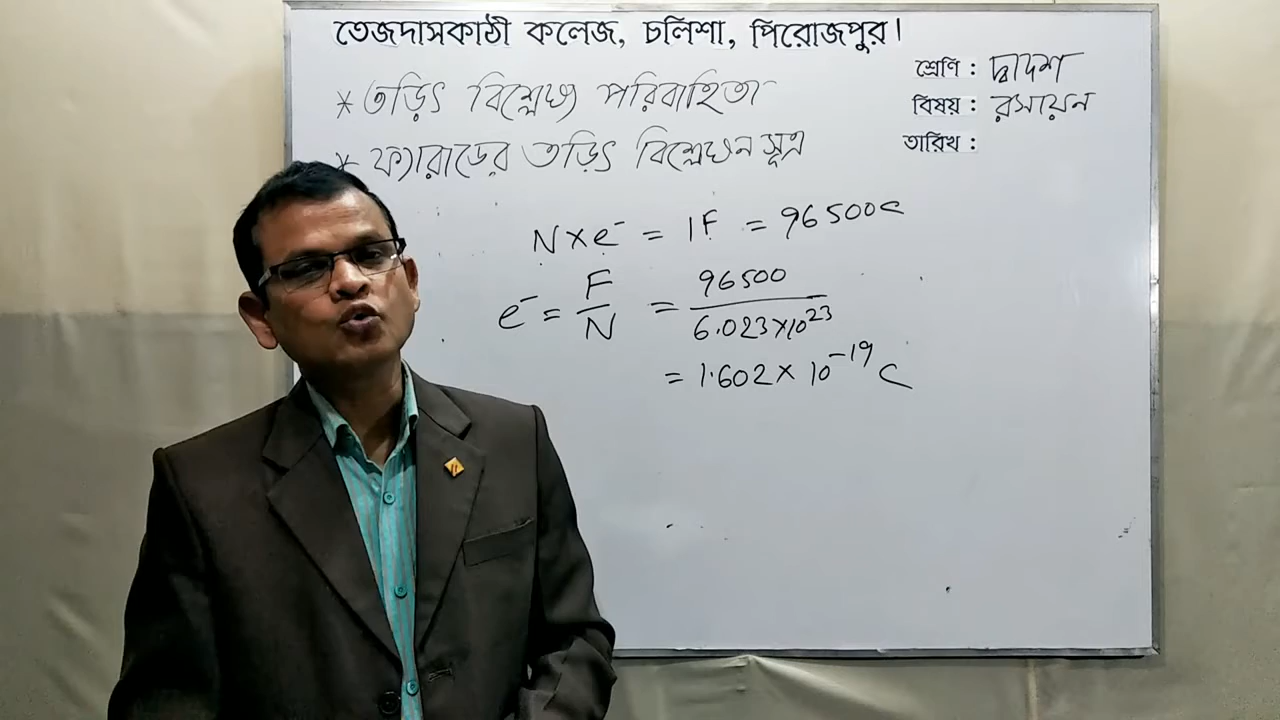 তেজদাসকাঠী কলেজ, চলিশা, পিরোজপুর।
শ্রেণি : দ্বাদশ
বিষয় : রসায়ন
তারিখ :
* তড়িৎ বিশ্লেষ্য পরিবাহিতা
* ফ্যারাডের তড়িৎ বিশ্লেষন সূত্র
N×e⁻ = 1F = 96500C
e⁻ = F/N = 96500/6.023×10²³
= 1.602×10⁻¹⁹ C